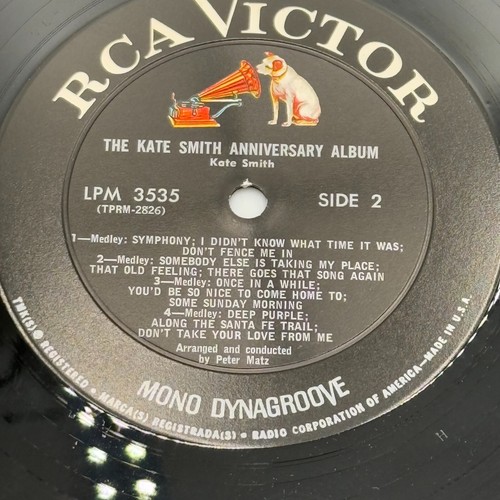 RCA VICTOR
THE KATE SMITH ANNIVERSARY ALBUM
Kate Smith
LPM 3535
(TPRM-2826)
SIDE 2
1—Medley: SYMPHONY; I DIDN'T KNOW WHAT TIME IT WAS;
DON'T FENCE ME IN
2—Medley: SOMEBODY ELSE IS TAKING MY PLACE;
THAT OLD FEELING; THERE GOES THAT SONG AGAIN
3—Medley: ONCE IN A WHILE;
YOU'D BE SO NICE TO COME HOME TO;
SOME SUNDAY MORNING
4—Medley: DEEP PURPLE;
ALONG THE SANTA FE TRAIL;
DON'T TAKE YOUR LOVE FROM ME
Arranged and conducted
by Peter Matz
MONO DYNAGROOVE
TMK(S) ® REGISTERED • MARCA(S) REGISTRADA(S) • RADIO CORPORATION OF AMERICA—MADE IN U.S.A.
H